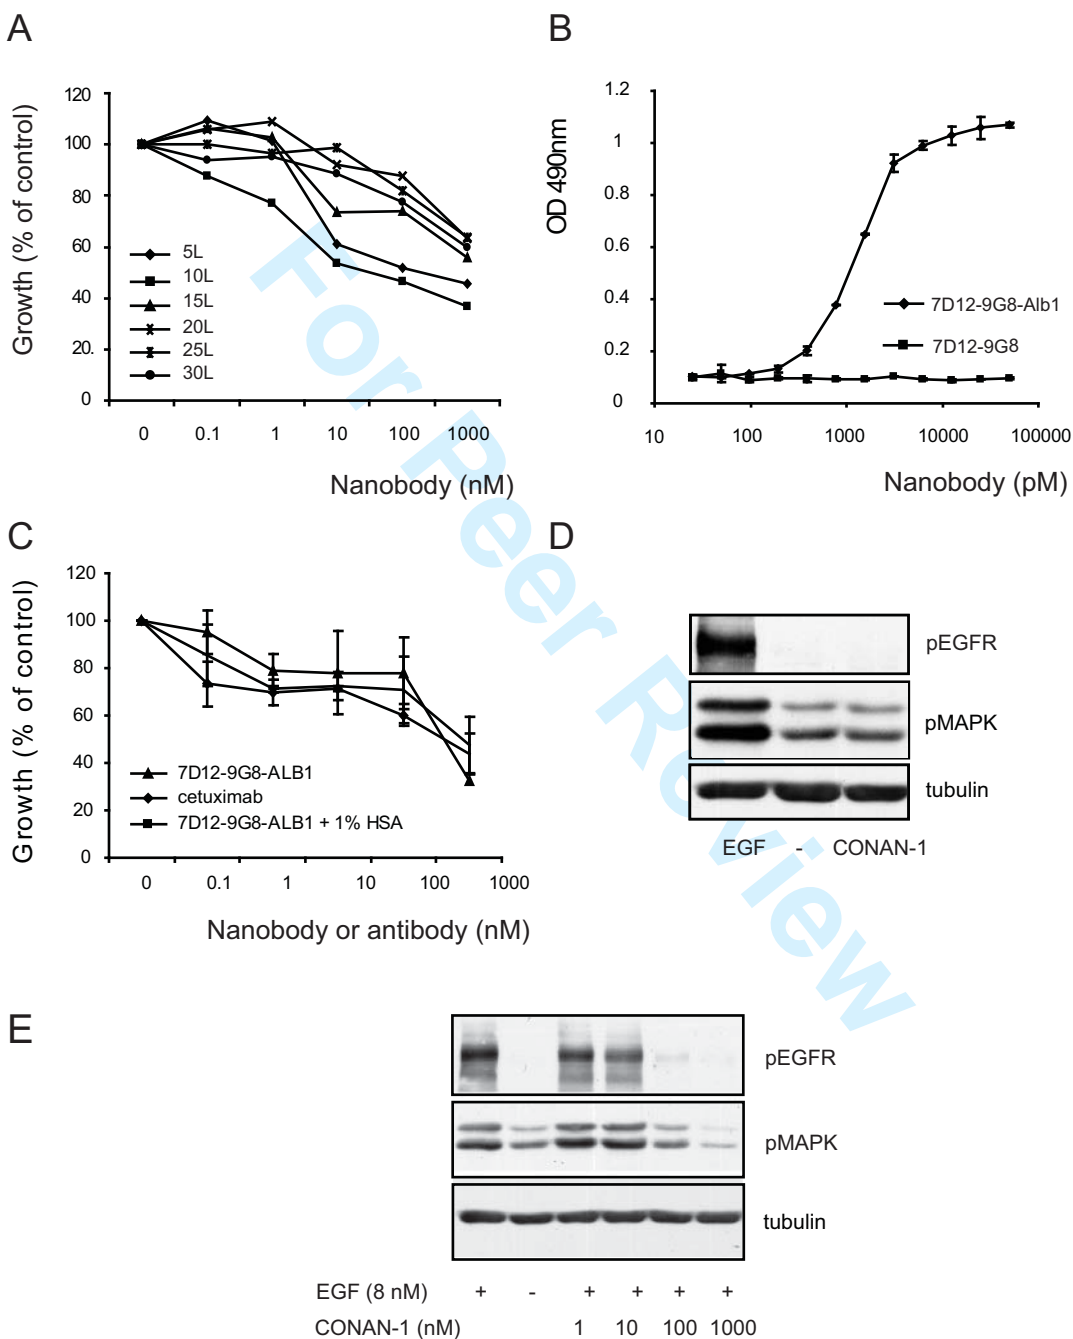 A
Growth (% of control)
120
100
80
60
40
20
0
5L
10L
15L
20L
25L
30L
0 0.1 1 10 100 1000
Nanobody (nM)
B
OD 490nm
1.2
1
0.8
0.6
0.4
0.2
0
7D12-9G8-Alb1
7D12-9G8
10 100 1000 10000 100000
Nanobody (pM)
C
Growth (% of control)
120
100
80
60
40
20
0
7D12-9G8-ALB1
cetuximab
7D12-9G8-ALB1 + 1% HSA
0 0.1 1 10 100 1000
Nanobody or antibody (nM)
D
pEGFR
pMAPK
tubulin
EGF - CONAN-1
E
pEGFR
pMAPK
tubulin
EGF (8 nM) + - + + + +
CONAN-1 (nM) 1 10 100 1000
For Peer Review